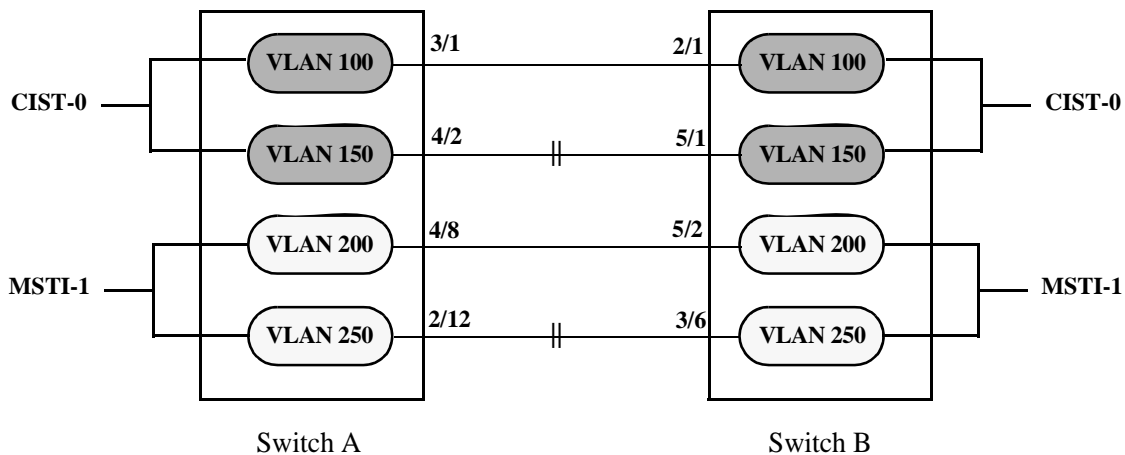 3/1 2/1
VLAN 100 VLAN 100
CIST-0 CIST-0
4/2 5/1
VLAN 150 VLAN 150
4/8 5/2
VLAN 200 VLAN 200
MSTI-1 MSTI-1
2/12 3/6
VLAN 250 VLAN 250
Switch A Switch B